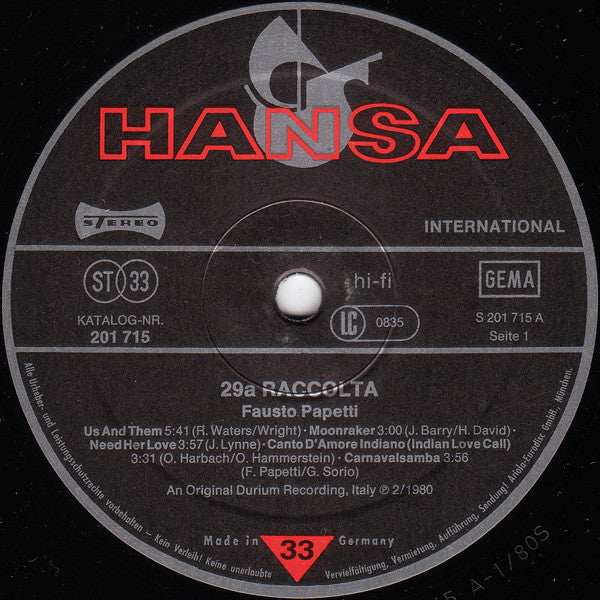 HANSA
STEREO
INTERNATIONAL
ST 33
hi-fi
GEMA
KATALOG-NR.
201 715
LC 0835
S 201 715 A
Seite 1
29a RACCOLTA
Fausto Papetti
Us And Them 5:41 (R. Waters/Wright) · Moonraker 3:00 (J. Barry/H. David) ·
Need Her Love 3:57 (J. Lynne) · Canto D'Amore Indiano (Indian Love Call)
3:31 (O. Harbach/O. Hammerstein) · Carnavalsamba 3:56
(F. Papetti/G. Sorio)
An Original Durium Recording, Italy ℗ 2/1980
Made in Germany
33
Alle Urheber- und Leistungsschutzrechte vorbehalten – Kein Verleih! Keine unerlaubte Vervielfältigung, Vermietung, Aufführung, Sendung! Ariola-Eurodisc GmbH, München.
A-1/80S